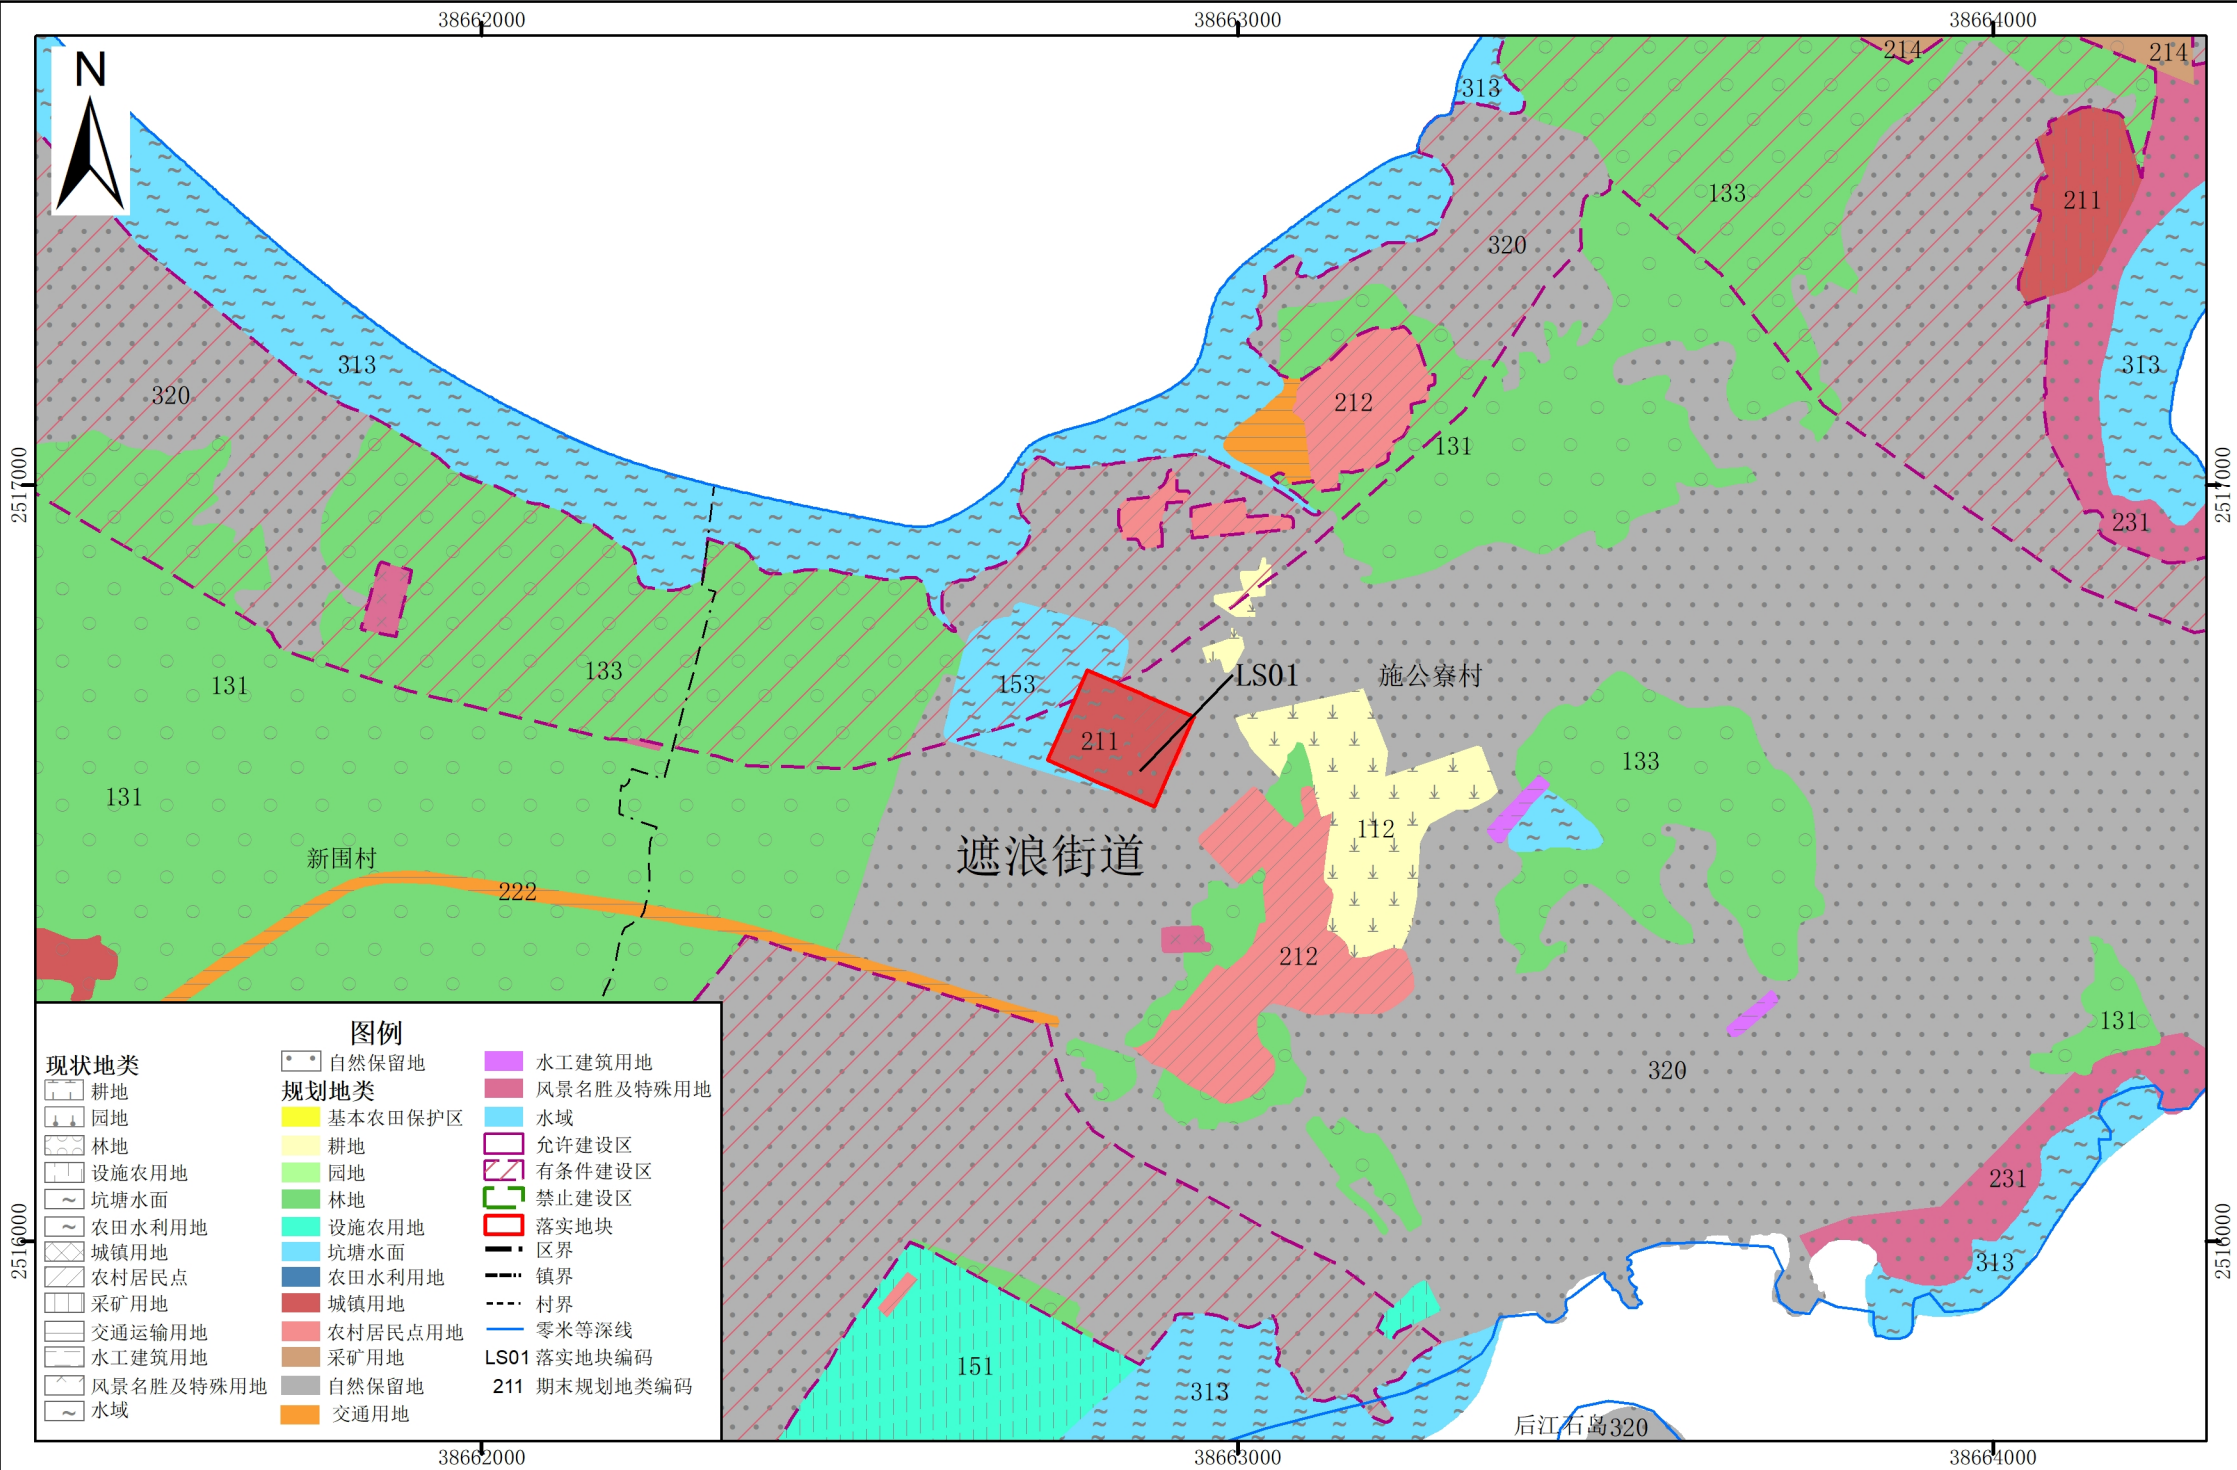 38662000
38663000
38664000
N
214
214
313
133
211
320
313
320
212
313
131
2517000
2517000
231
131
133
153
LS01
施公寮村
211
133
131
112
遮浪街道
新围村
222
212
131
320
231
2516000
2516000
313
151
313
后江石岛320
图例
现状地类
耕地
园地
林地
设施农用地
坑塘水面
农田水利用地
城镇用地
农村居民点
采矿用地
交通运输用地
水工建筑用地
风景名胜及特殊用地
水域
自然保留地
规划地类
基本农田保护区
耕地
园地
林地
设施农用地
坑塘水面
农田水利用地
城镇用地
农村居民点用地
采矿用地
自然保留地
交通用地
水工建筑用地
风景名胜及特殊用地
水域
允许建设区
有条件建设区
禁止建设区
落实地块
区界
镇界
村界
零米等深线
LS01 落实地块编码
211 期末规划地类编码
38662000
38663000
38664000